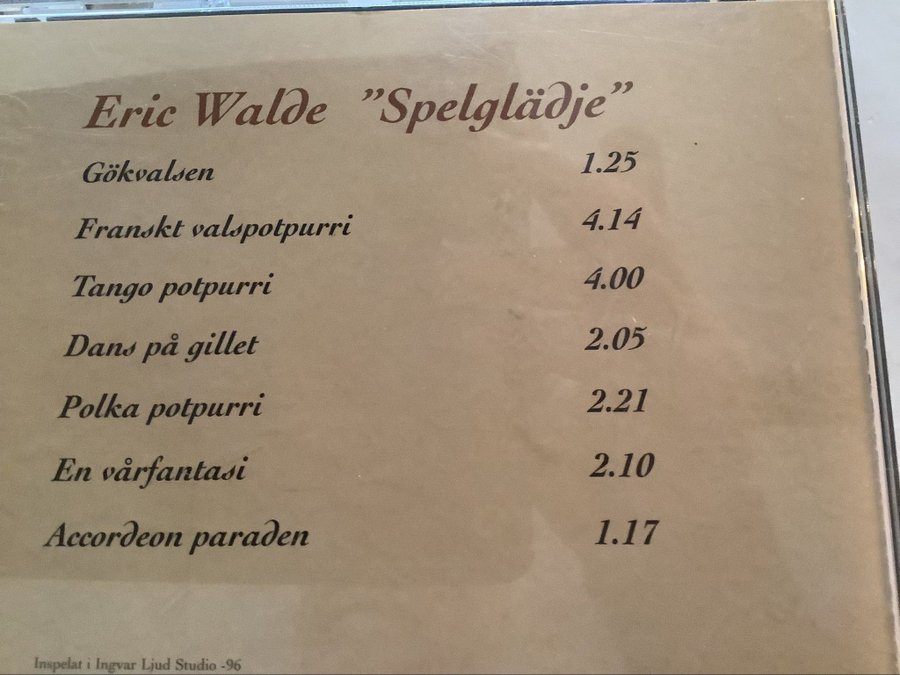 Eric Walde ”Spelglädje”
Gökvalsen 1.25
Franskt valspotpurri 4.14
Tango potpurri 4.00
Dans på gillet 2.05
Polka potpurri 2.21
En vårfantasi 2.10
Accordeon paraden 1.17
Inspelat i Ingvar Ljud Studio -96